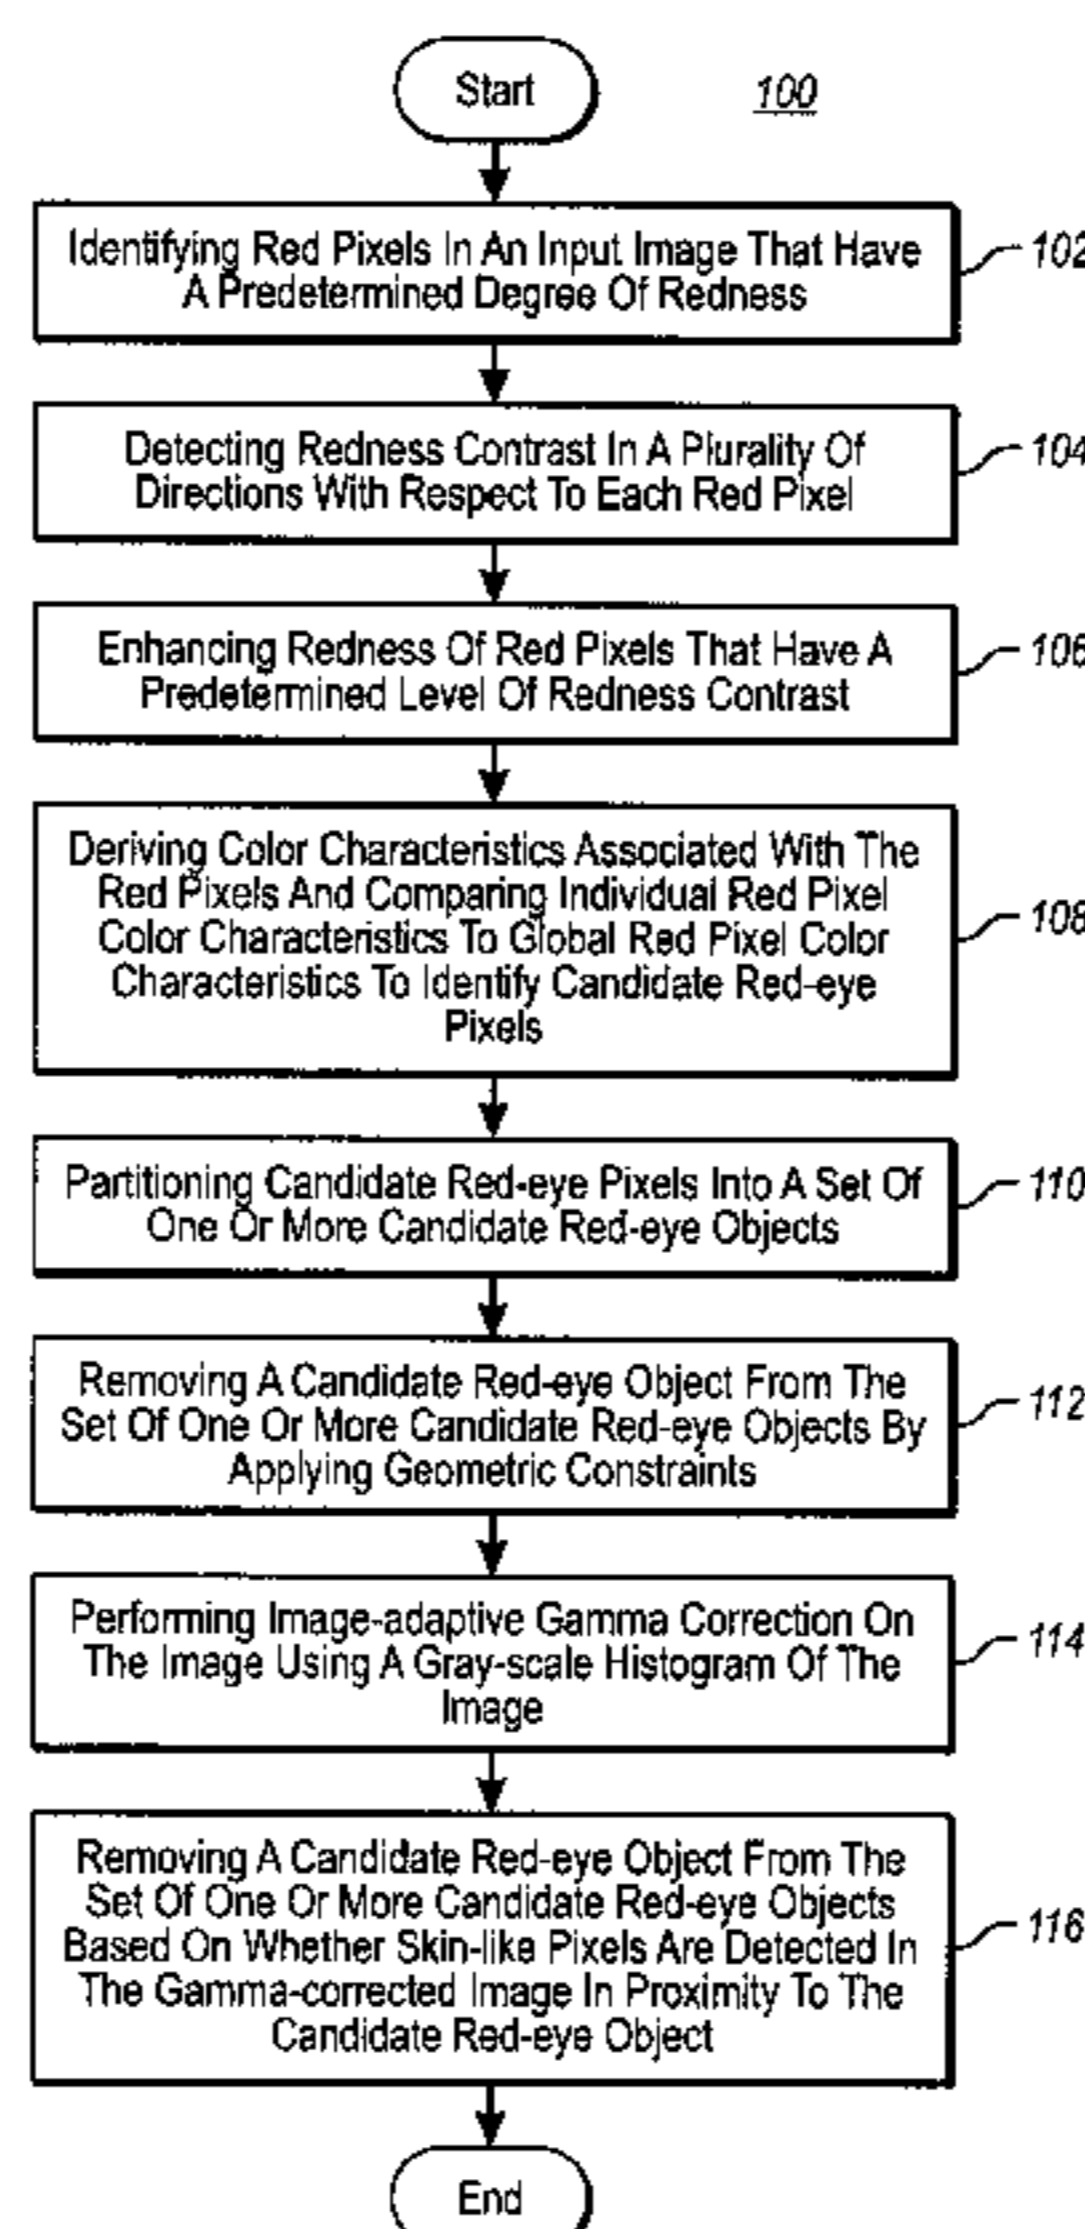 Start
100
Identifying Red Pixels In An Input Image That Have
A Predetermined Degree Of Redness
102
Detecting Redness Contrast In A Plurality Of
Directions With Respect To Each Red Pixel
104
Enhancing Redness Of Red Pixels That Have A
Predetermined Level Of Redness Contrast
106
Deriving Color Characteristics Associated With The
Red Pixels And Comparing Individual Red Pixel
Color Characteristics To Global Red Pixel Color
Characteristics To Identify Candidate Red-eye
Pixels
108
Partitioning Candidate Red-eye Pixels Into A Set Of
One Or More Candidate Red-eye Objects
110
Removing A Candidate Red-eye Object From The
Set Of One Or More Candidate Red-eye Objects By
Applying Geometric Constraints
112
Performing Image-adaptive Gamma Correction On
The Image Using A Gray-scale Histogram Of The
Image
114
Removing A Candidate Red-eye Object From The
Set Of One Or More Candidate Red-eye Objects
Based On Whether Skin-like Pixels Are Detected In
The Gamma-corrected Image In Proximity To The
Candidate Red-eye Object
116
End